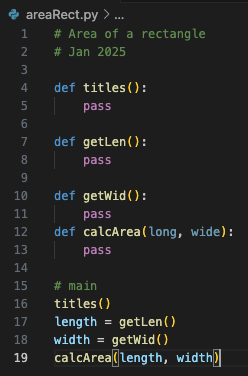 areaRect.py > ...
1 # Area of a rectangle
2 # Jan 2025
3
4 def titles():
5     pass
6
7 def getLen():
8     pass
9
10 def getWid():
11     pass
12 def calcArea(long, wide):
13     pass
14
15 # main
16 titles()
17 length = getLen()
18 width = getWid()
19 calcArea(length, width)